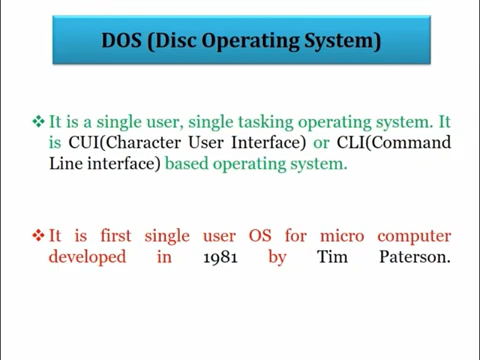 DOS (Disc Operating System)
❖ It is a single user, single tasking operating system. It
is CUI(Character User Interface) or CLI(Command
Line interface) based operating system.
❖ It is first single user OS for micro computer
developed in 1981 by Tim Paterson.